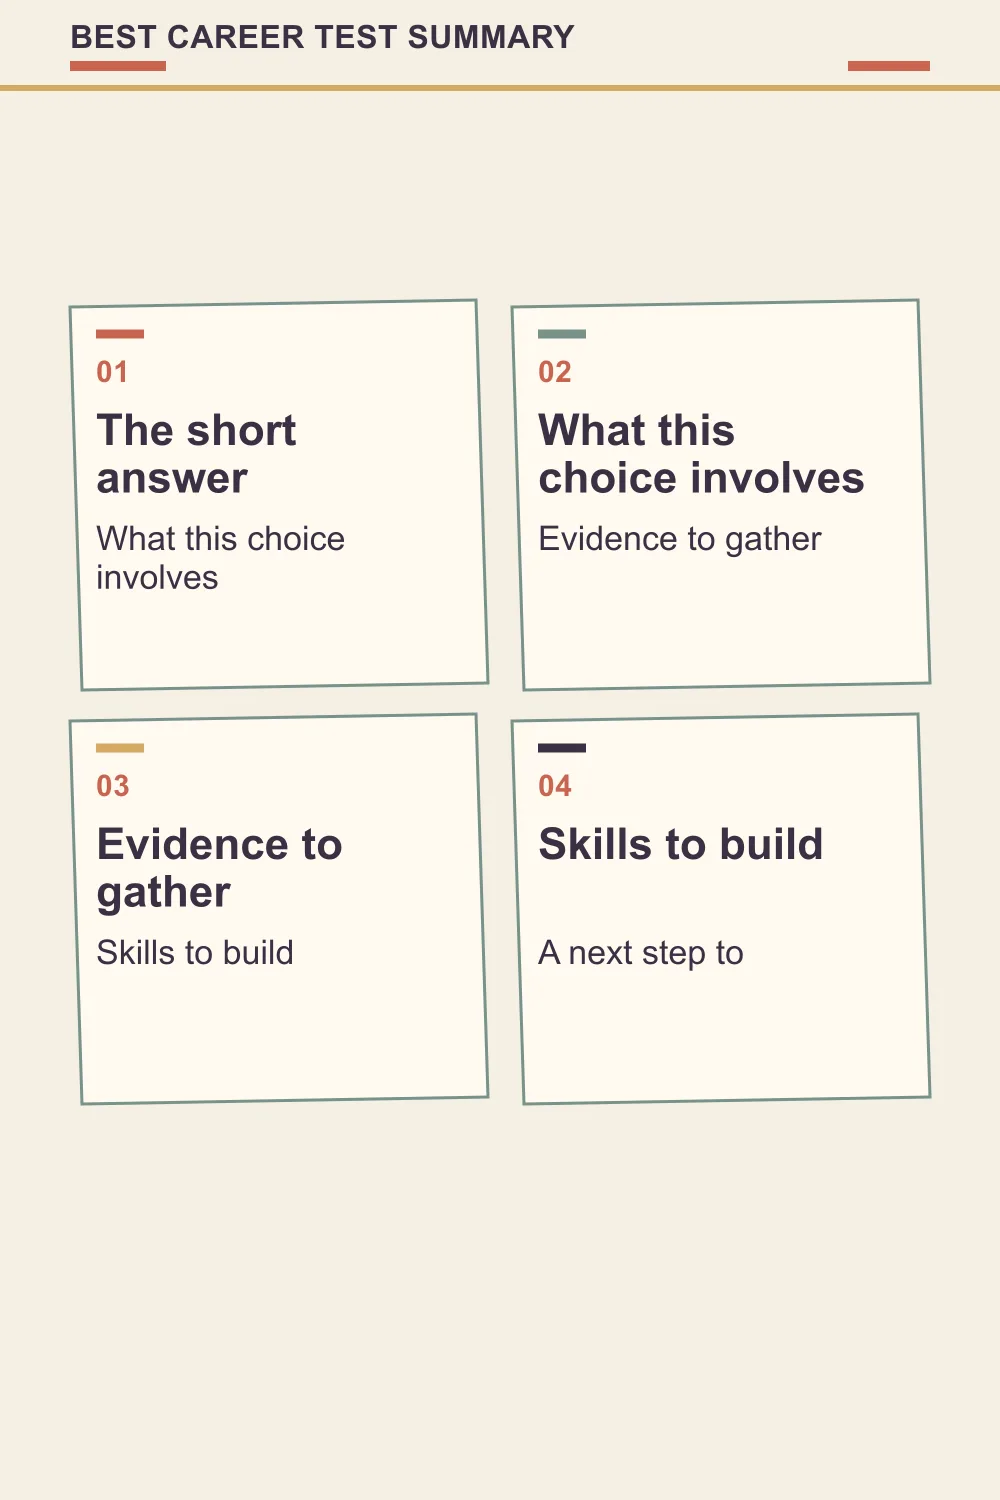 BEST CAREER TEST SUMMARY
01
The short
answer
What this choice
involves
02
What this
choice involves
Evidence to gather
03
Evidence to
gather
Skills to build
04
Skills to build
A next step to